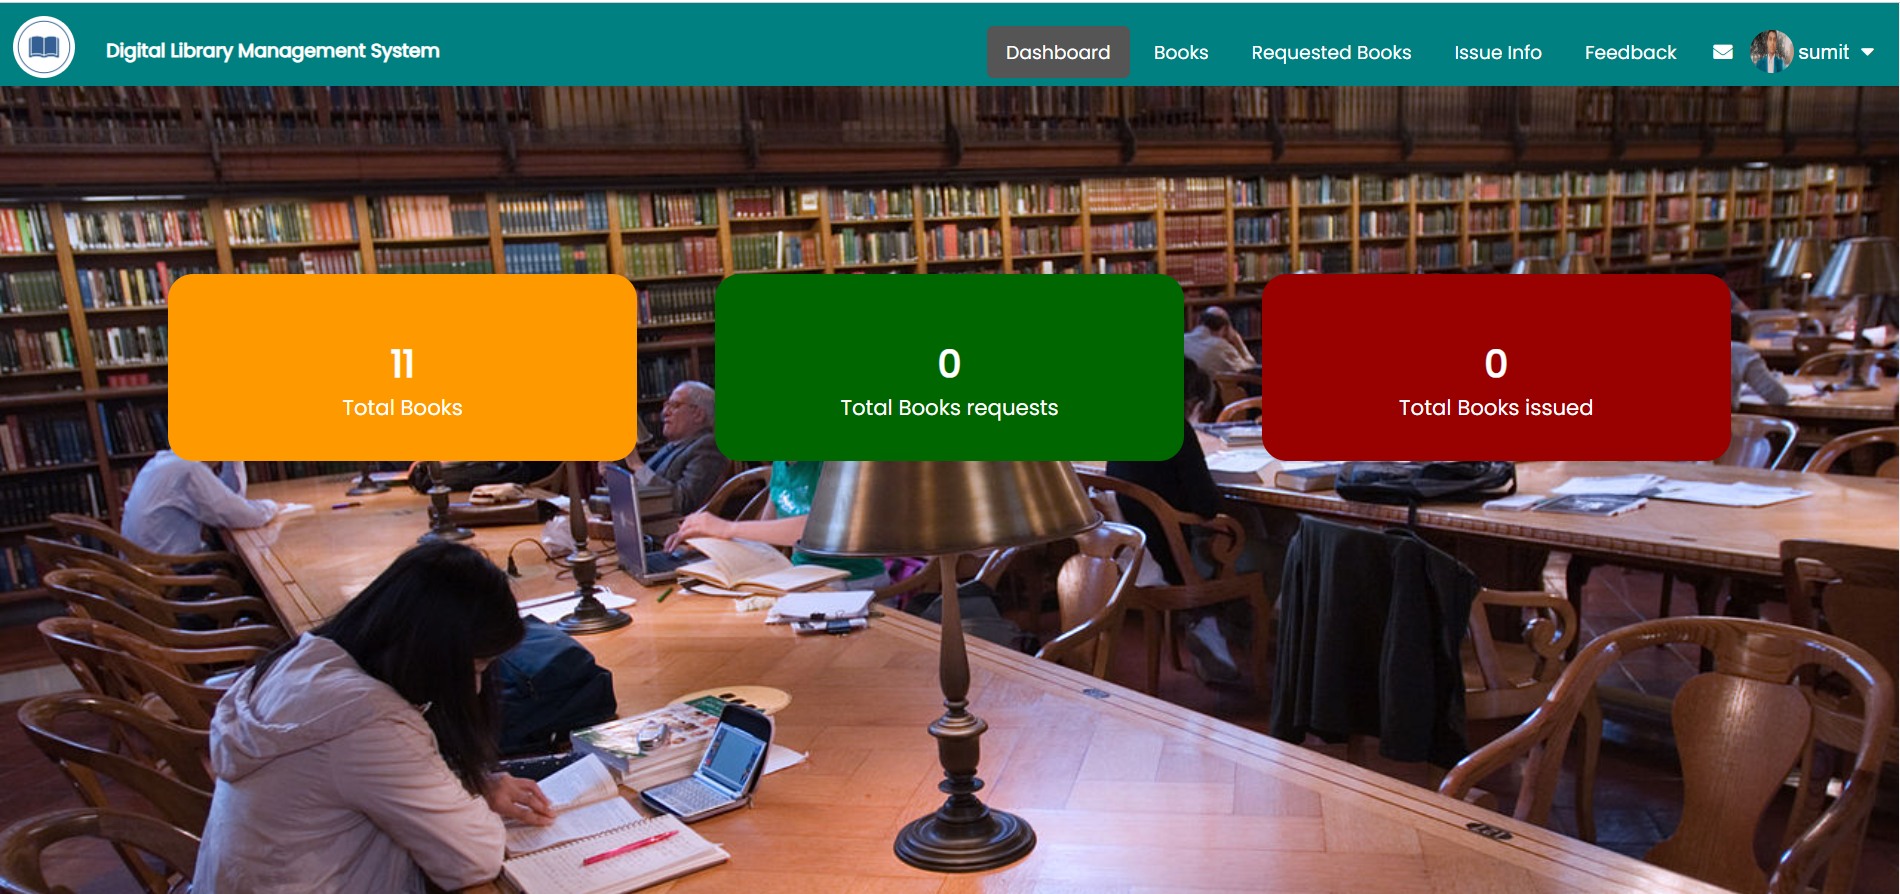 Digital Library Management System
Dashboard
Books
Requested Books
Issue Info
Feedback
sumit
11
Total Books
0
Total Books requests
0
Total Books issued